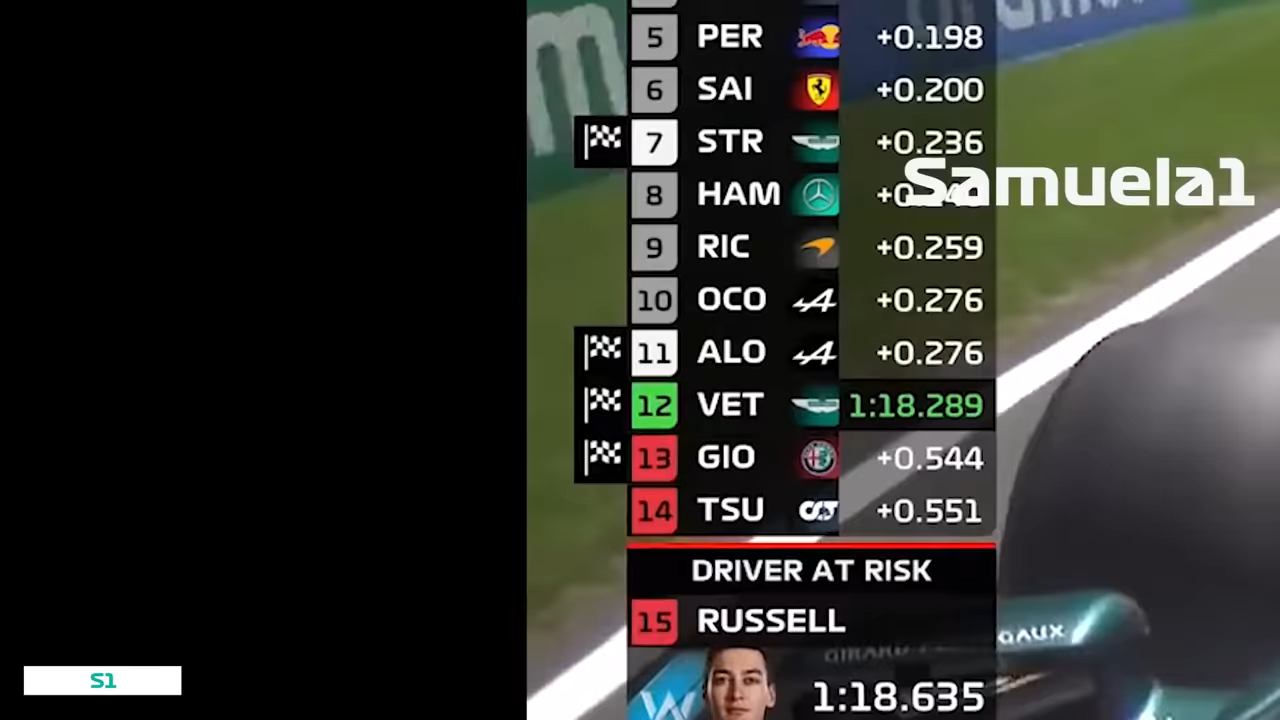 5 PER +0.198
6 SAI +0.200
7 STR +0.236
Samuela1
8 HAM
9 RIC +0.259
10 OCO +0.276
11 ALO +0.276
12 VET 1:18.289
13 GIO +0.544
14 TSU +0.551
DRIVER AT RISK
15 RUSSELL
1:18.635
S1